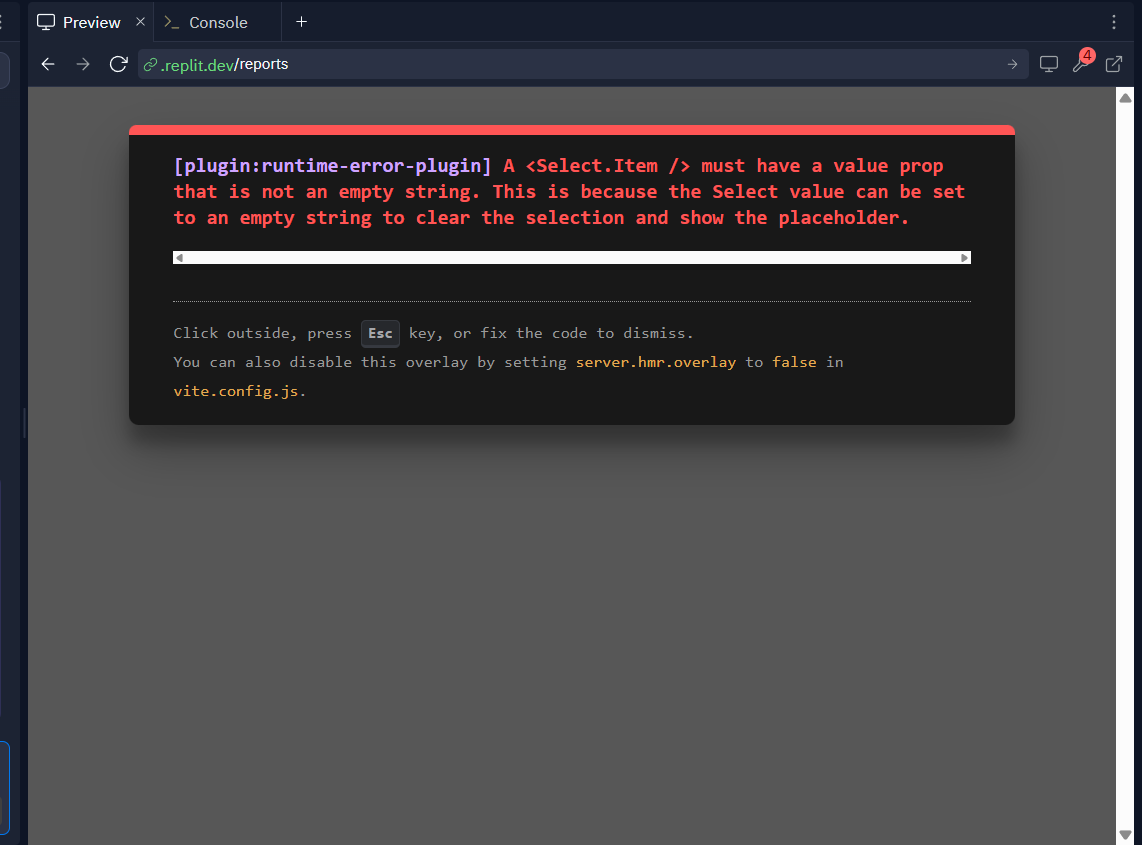 Preview
Console
.replit.dev/reports
4
[plugin:runtime-error-plugin] A <Select.Item /> must have a value prop
that is not an empty string. This is because the Select value can be set
to an empty string to clear the selection and show the placeholder.
Click outside, press Esc key, or fix the code to dismiss.
You can also disable this overlay by setting server.hmr.overlay to false in
vite.config.js.